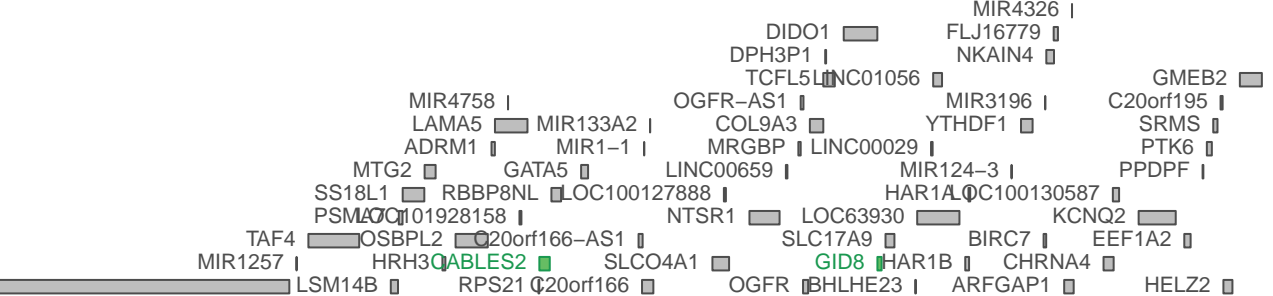 MIR4326
DIDO1 FLJ16779
DPH3P1 NKAIN4
TCFL5 LINC01056 GMEB2
MIR4758 OGFR−AS1 MIR3196 C20orf195
LAMA5 MIR133A2 COL9A3 YTHDF1 SRMS
ADRM1 MIR1−1 MRGBP LINC00029 PTK6
MTG2 GATA5 LINC00659 MIR124−3 PPDPF
SS18L1 RBBP8NL LOC100127888 HAR1A LOC100130587
PSMA7 LOC101928158 NTSR1 LOC63930 KCNQ2
TAF4 OSBPL2 C20orf166−AS1 SLC17A9 BIRC7 EEF1A2
MIR1257 HRH3 CABLES2 SLCO4A1 GID8 HAR1B CHRNA4
LSM14B RPS21 C20orf166 OGFR BHLHE23 ARFGAP1 HELZ2